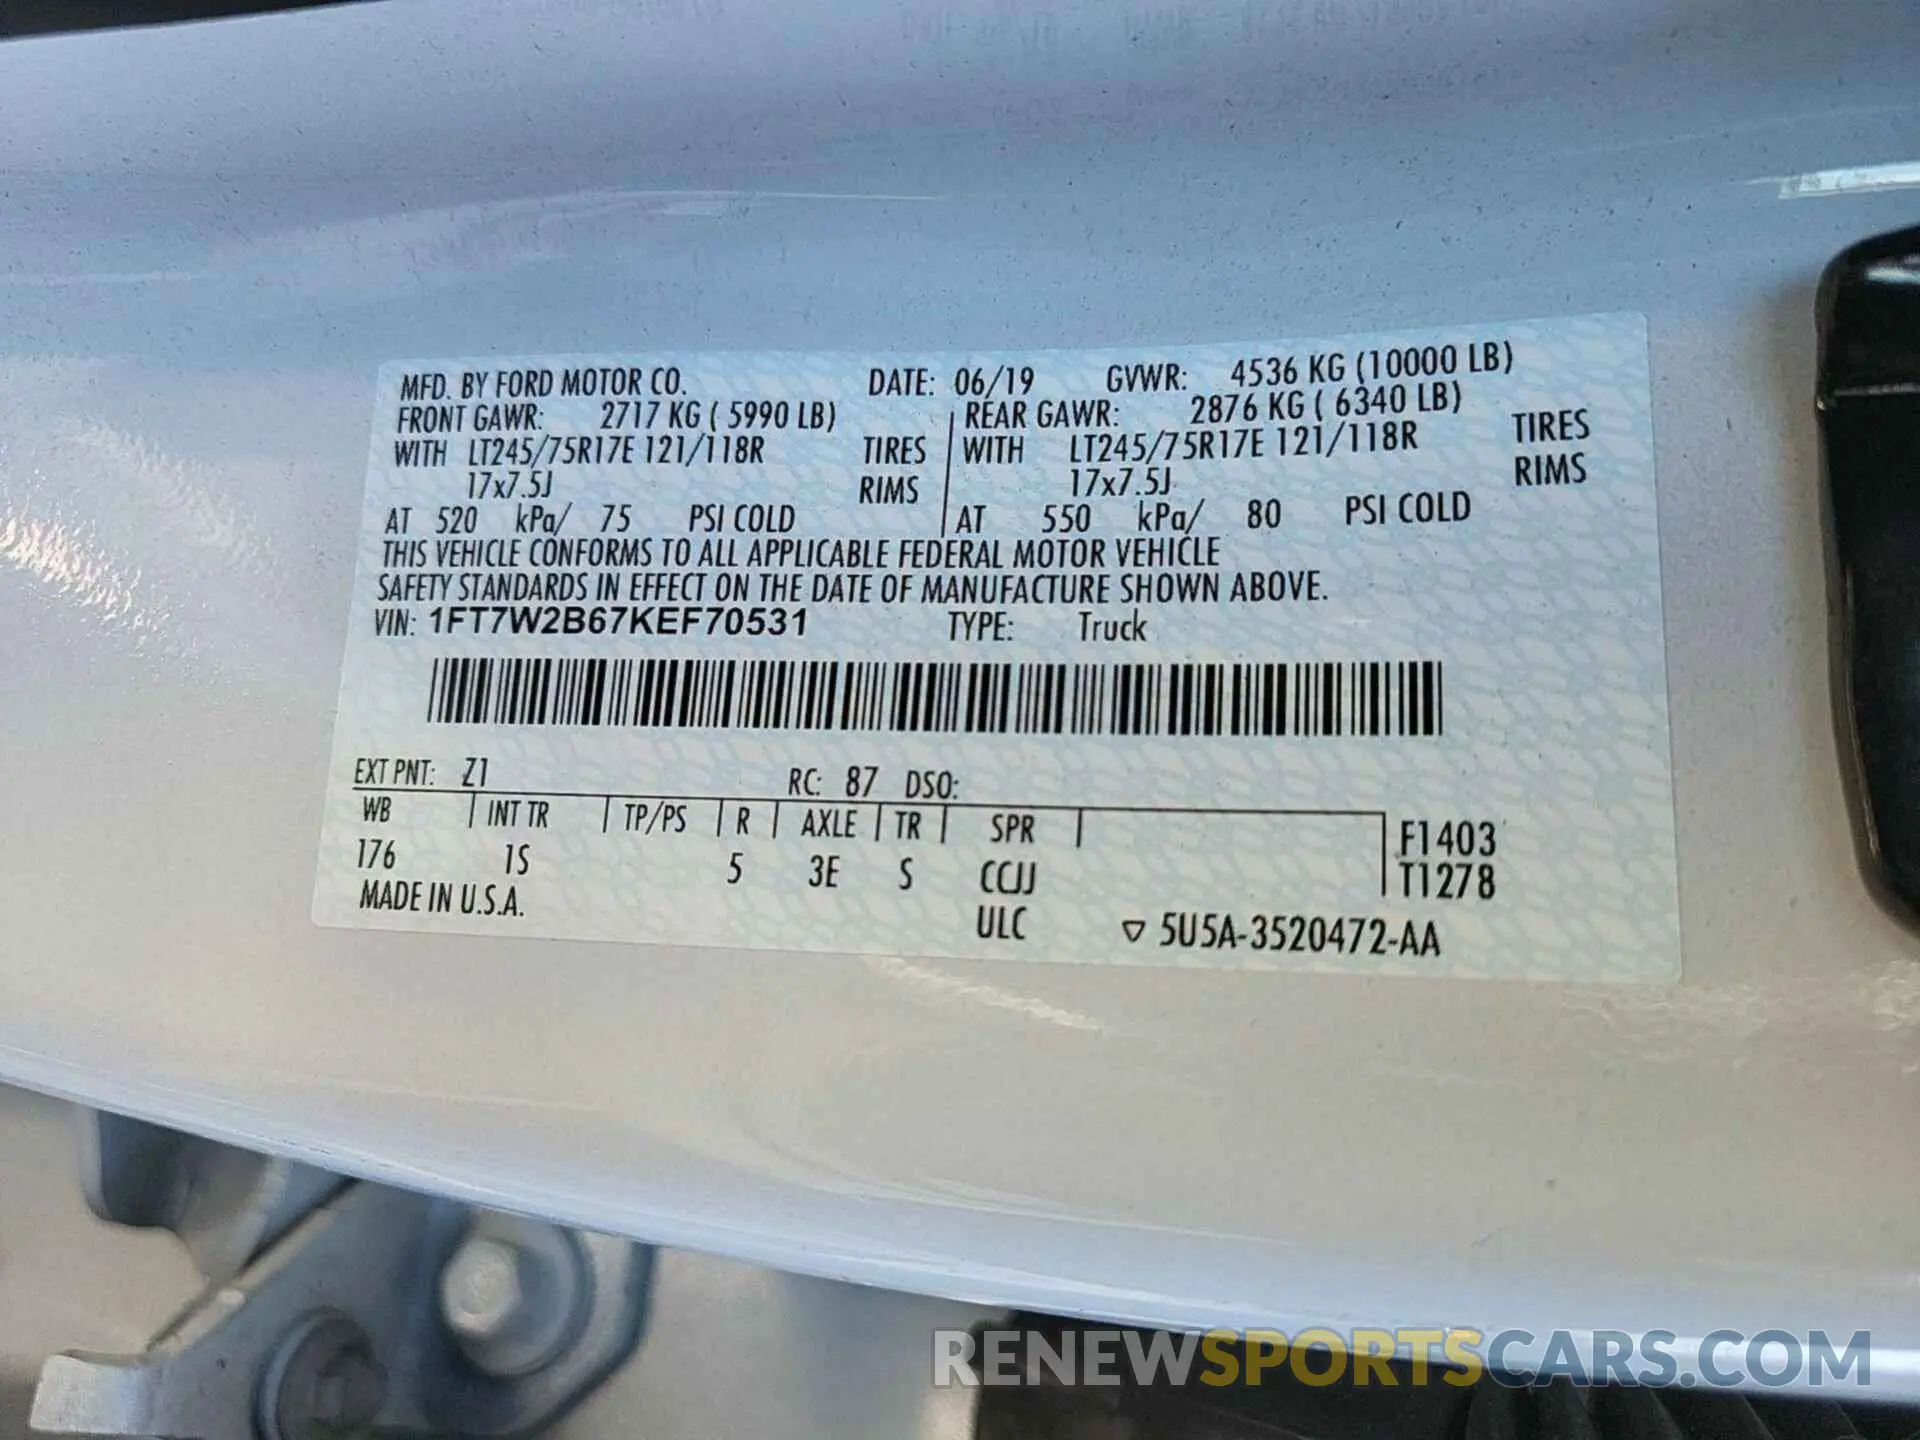 MFD. BY FORD MOTOR CO. DATE: 06/19 GVWR: 4536 KG (10000 LB)
FRONT GAWR: 2717 KG ( 5990 LB) REAR GAWR: 2876 KG ( 6340 LB)
WITH LT245/75R17E 121/118R TIRES WITH LT245/75R17E 121/118R TIRES
17x7.5J RIMS 17x7.5J RIMS
AT 520 kPa/ 75 PSI COLD AT 550 kPa/ 80 PSI COLD
THIS VEHICLE CONFORMS TO ALL APPLICABLE FEDERAL MOTOR VEHICLE
SAFETY STANDARDS IN EFFECT ON THE DATE OF MANUFACTURE SHOWN ABOVE.
VIN: 1FT7W2B67KEF70531 TYPE: Truck
EXT PNT: Z1 RC: 87 DSO:
WB INT TR TP/PS R AXLE TR SPR F1403
176 1S 5 3E S CCJJ T1278
MADE IN U.S.A. ULC ▽ 5U5A-3520472-AA
RENEWSPORTSCARS.COM